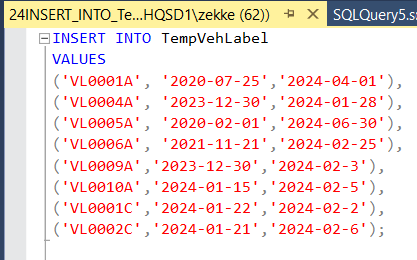 24INSERT_INTO_Te...HQSD1\zekke (62))
SQLQuery5.s
INSERT INTO TempVehLabel
VALUES
('VL0001A', '2020-07-25','2024-04-01'),
('VL0004A', '2023-12-30','2024-01-28'),
('VL0005A', '2020-02-01','2024-06-30'),
('VL0006A', '2021-11-21','2024-02-25'),
('VL0009A','2023-12-30','2024-02-3'),
('VL0010A','2024-01-15','2024-02-5'),
('VL0001C','2024-01-22','2024-02-2'),
('VL0002C','2024-01-21','2024-02-6');